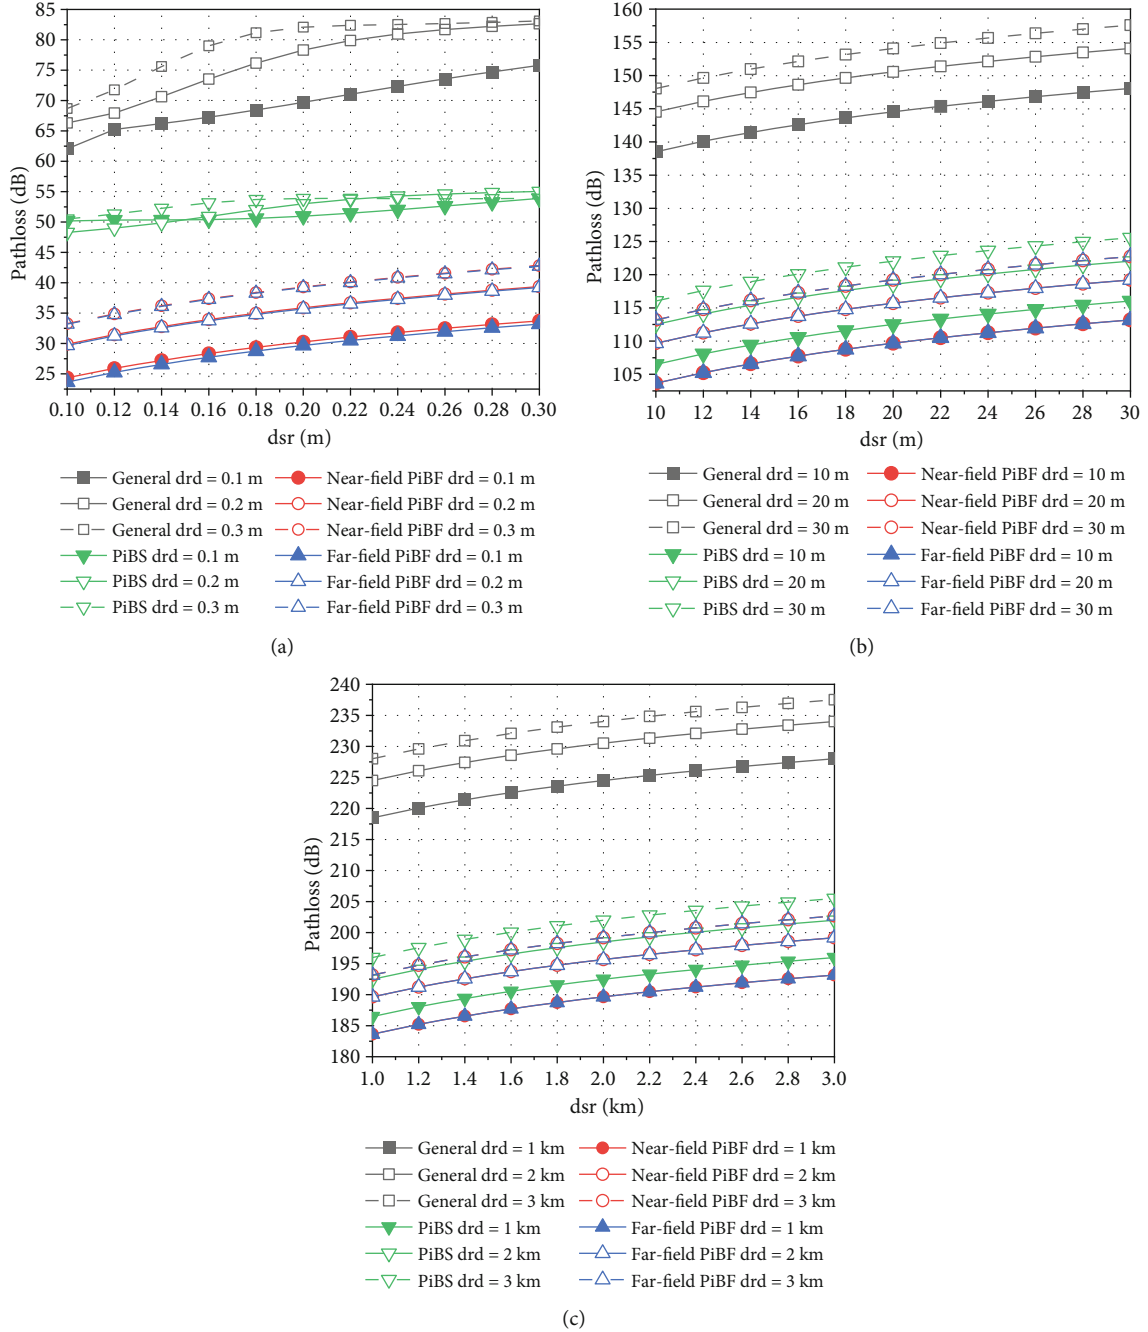 85
80
75
70
65
60
55
50
45
40
35
30
25
Pathloss (dB)
0.10 0.12 0.14 0.16 0.18 0.20 0.22 0.24 0.26 0.28 0.30
dsr (m)
General drd = 0.1 m
General drd = 0.2 m
General drd = 0.3 m
PiBS drd = 0.1 m
PiBS drd = 0.2 m
PiBS drd = 0.3 m
Near-field PiBF drd = 0.1 m
Near-field PiBF drd = 0.2 m
Near-field PiBF drd = 0.3 m
Far-field PiBF drd = 0.1 m
Far-field PiBF drd = 0.2 m
Far-field PiBF drd = 0.3 m
(a)
160
155
150
145
140
135
130
125
120
115
110
105
Pathloss (dB)
10 12 14 16 18 20 22 24 26 28 30
dsr (m)
General drd = 10 m
General drd = 20 m
General drd = 30 m
PiBS drd = 10 m
PiBS drd = 20 m
PiBS drd = 30 m
Near-field PiBF drd = 10 m
Near-field PiBF drd = 20 m
Near-field PiBF drd = 30 m
Far-field PiBF drd = 10 m
Far-field PiBF drd = 20 m
Far-field PiBF drd = 30 m
(b)
240
235
230
225
220
215
210
205
200
195
190
185
180
Pathloss (dB)
1.0 1.2 1.4 1.6 1.8 2.0 2.2 2.4 2.6 2.8 3.0
dsr (km)
General drd = 1 km
General drd = 2 km
General drd = 3 km
PiBS drd = 1 km
PiBS drd = 2 km
PiBS drd = 3 km
Near-field PiBF drd = 1 km
Near-field PiBF drd = 2 km
Near-field PiBF drd = 3 km
Far-field PiBF drd = 1 km
Far-field PiBF drd = 2 km
Far-field PiBF drd = 3 km
(c)